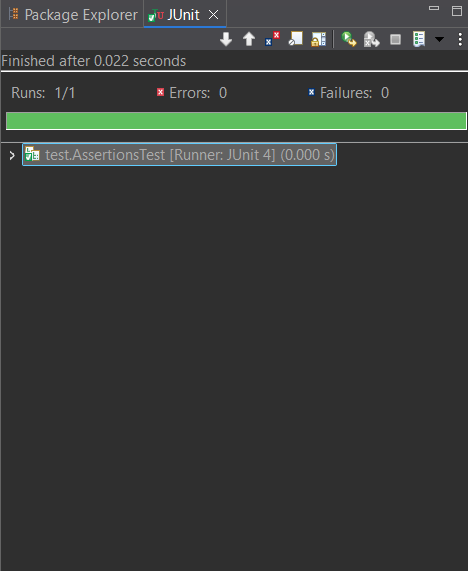 Package Explorer JUnit
Finished after 0.022 seconds
Runs: 1/1 Errors: 0 Failures: 0
test.AssertionsTest [Runner: JUnit 4] (0.000 s)